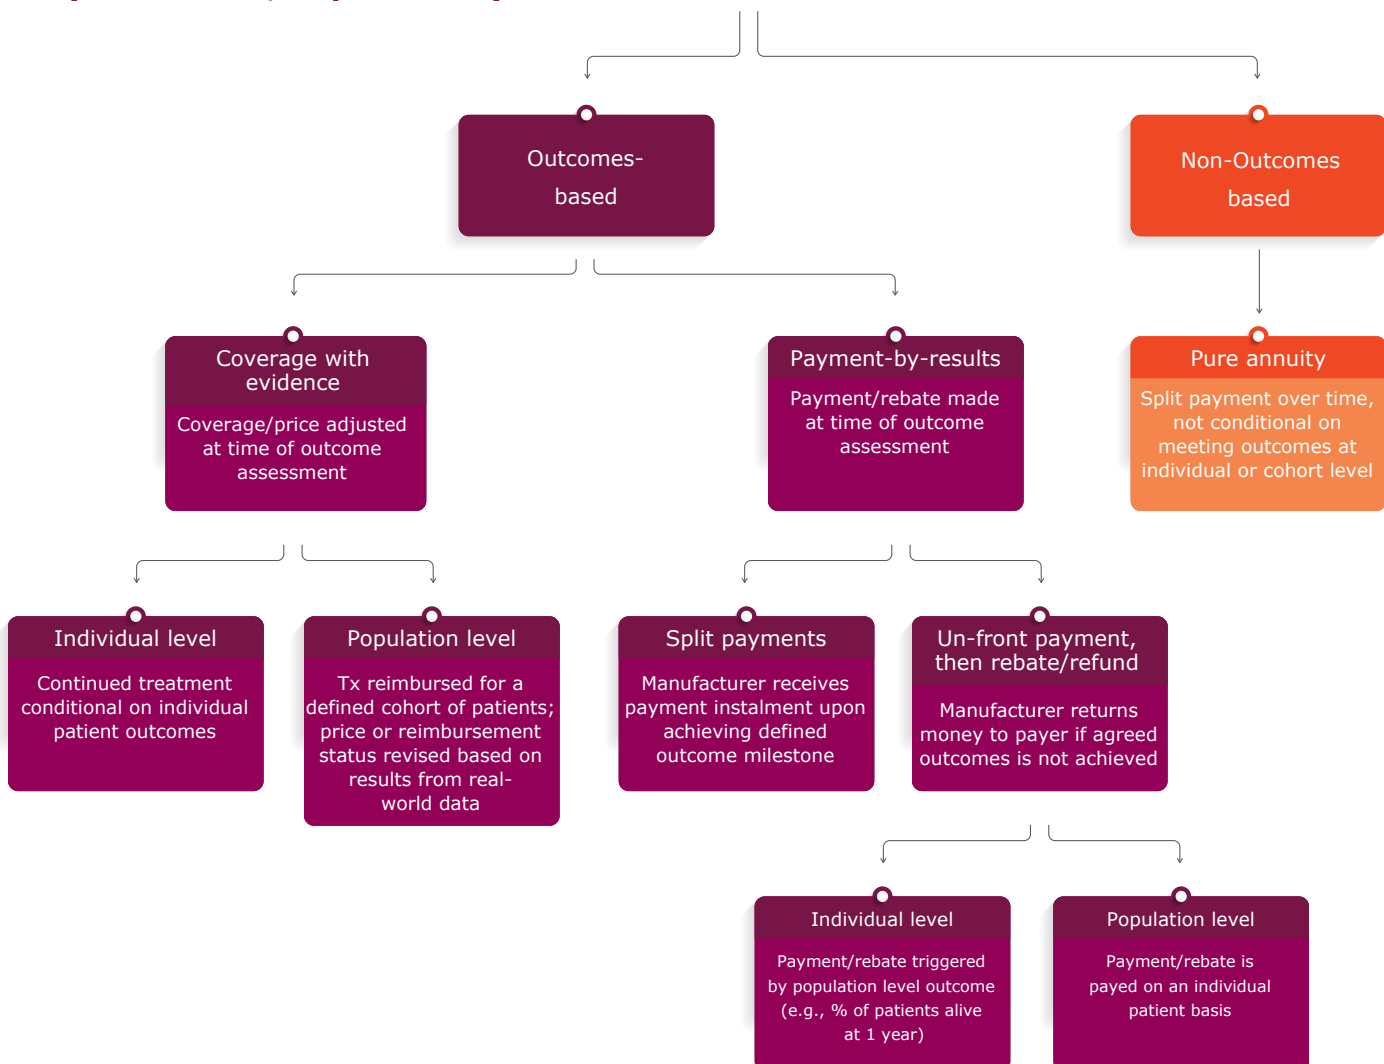 Outcomes-
based
Non-Outcomes
based
Coverage with
evidence
Coverage/price adjusted
at time of outcome
assessment
Payment-by-results
Payment/rebate made
at time of outcome
assessment
Pure annuity
Split payment over time,
not conditional on
meeting outcomes at
individual or cohort level
Individual level
Continued treatment
conditional on individual
patient outcomes
Population level
Tx reimbursed for a
defined cohort of patients;
price or reimbursement
status revised based on
results from real-
world data
Split payments
Manufacturer receives
payment instalment upon
achieving defined
outcome milestone
Un-front payment,
then rebate/refund
Manufacturer returns
money to payer if agreed
outcomes is not achieved
Individual level
Payment/rebate triggered
by population level outcome
(e.g., % of patients alive
at 1 year)
Population level
Payment/rebate is
payed on an individual
patient basis